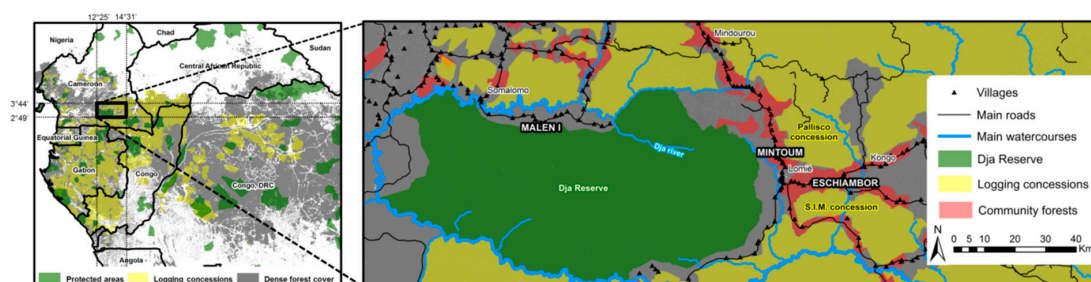 12°25' 14°31'
Nigeria
Chad
Sudan
Central African Republic
Cameroon
3°44'
2°49'
Equatorial Guinea
Gabon
Congo
Congo, DRC
Angola
Protected areas Logging concessions Dense forest cover
Mindourou
Somalomo
MALEN I
Dja river
Pallisco
concession
MINTOUM
Lomié
Kongo
ESCHIAMBOR
Dja Reserve
S.I.M. concession
Villages
Main roads
Main watercourses
Dja Reserve
Logging concessions
Community forests
N
0 5 10 20 30 40
Km